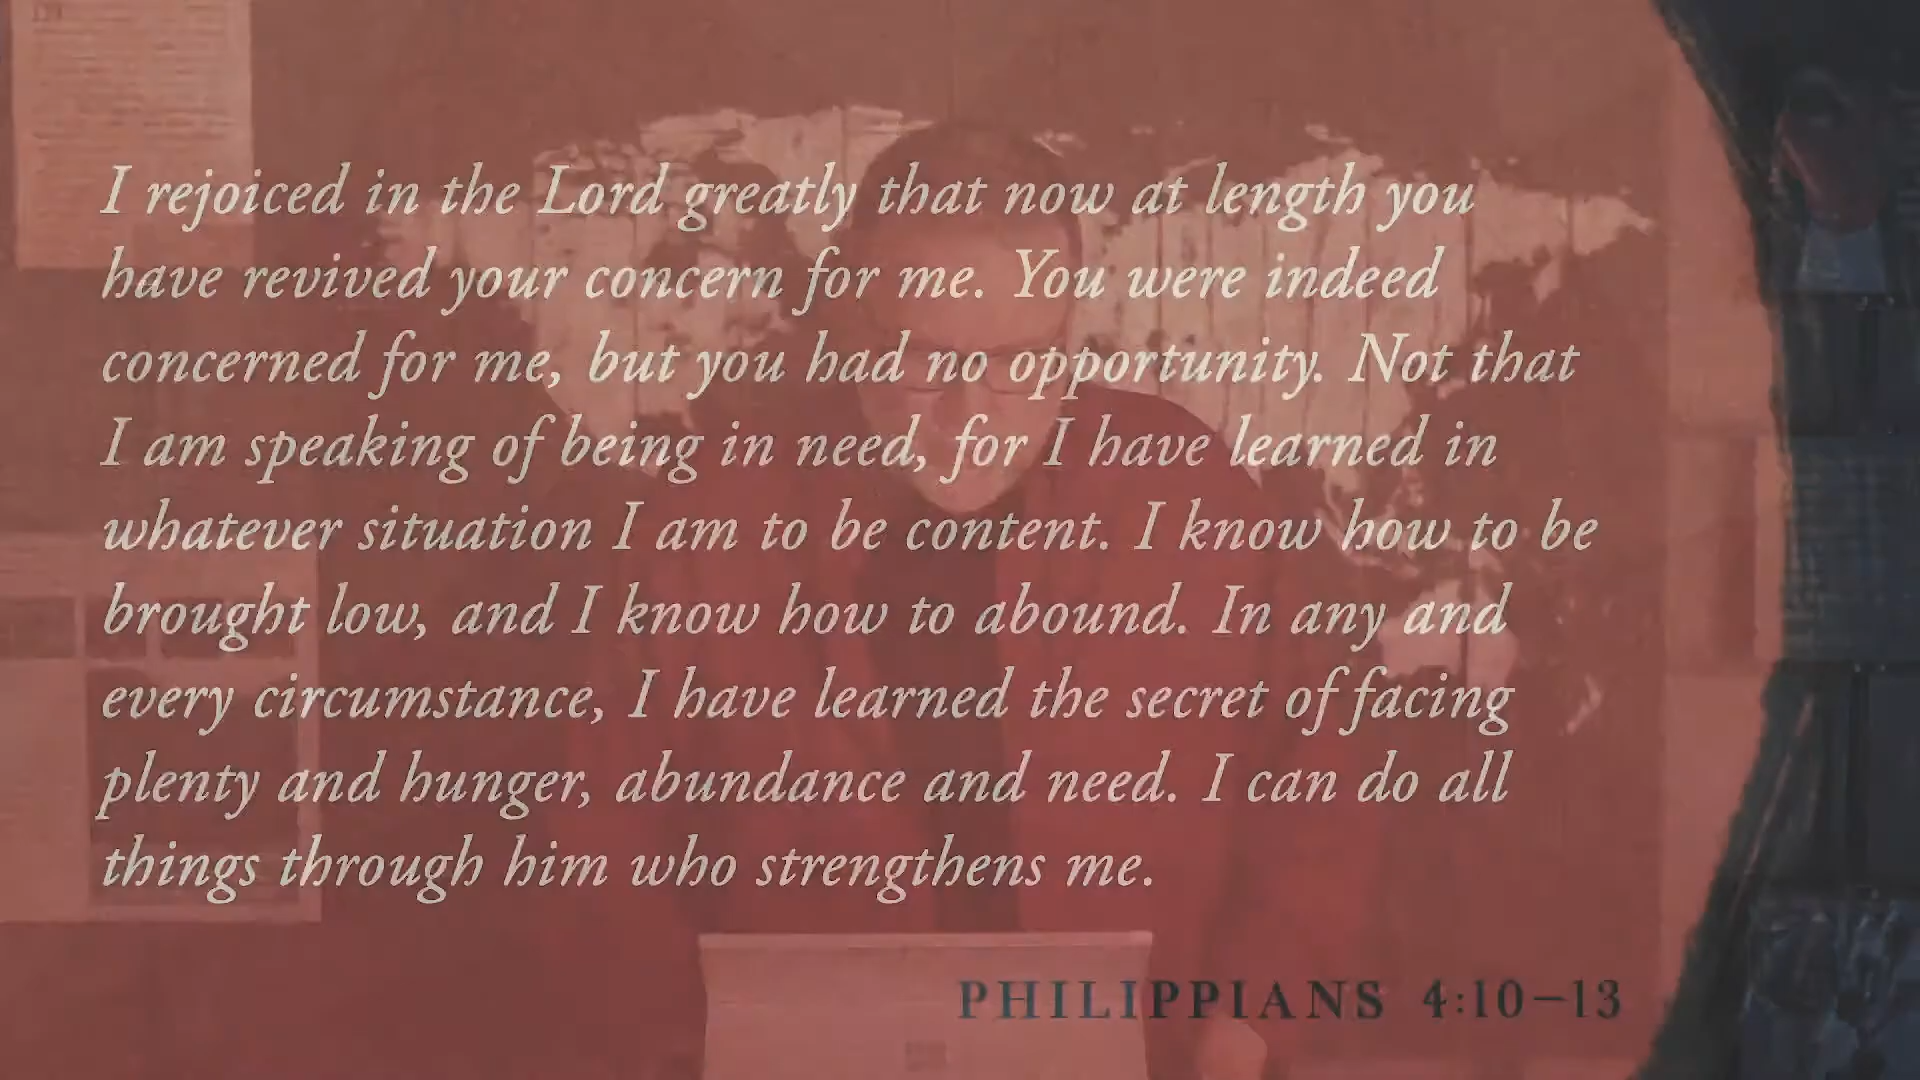 I rejoiced in the Lord greatly that now at length you
have revived your concern for me. You were indeed
concerned for me, but you had no opportunity. Not that
I am speaking of being in need, for I have learned in
whatever situation I am to be content. I know how to be
brought low, and I know how to abound. In any and
every circumstance, I have learned the secret of facing
plenty and hunger, abundance and need. I can do all
things through him who strengthens me.
PHILIPPIANS 4:10–13